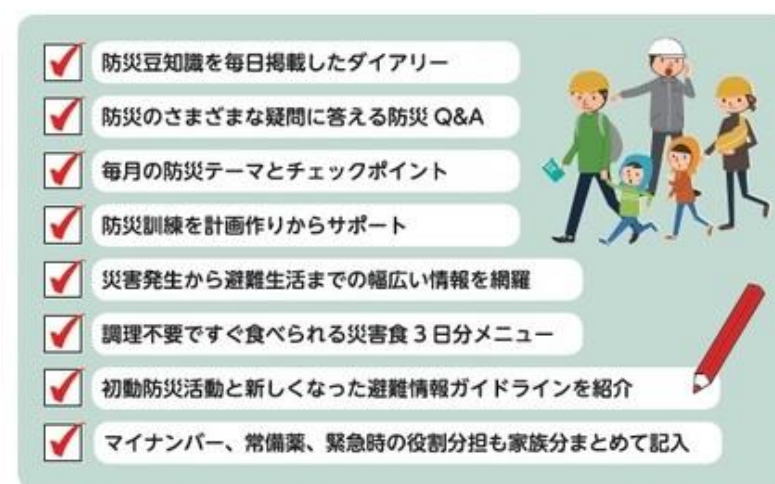 防災豆知識を毎日掲載したダイアリー
防災のさまざまな疑問に答える防災 Q&A
毎月の防災テーマとチェックポイント
防災訓練を計画作りからサポート
災害発生から避難生活までの幅広い情報を網羅
調理不要ですぐ食べられる災害食 3 日分メニュー
初動防災活動と新しくなった避難情報ガイドラインを紹介
マイナンバー、常備薬、緊急時の役割分担も家族分まとめて記入